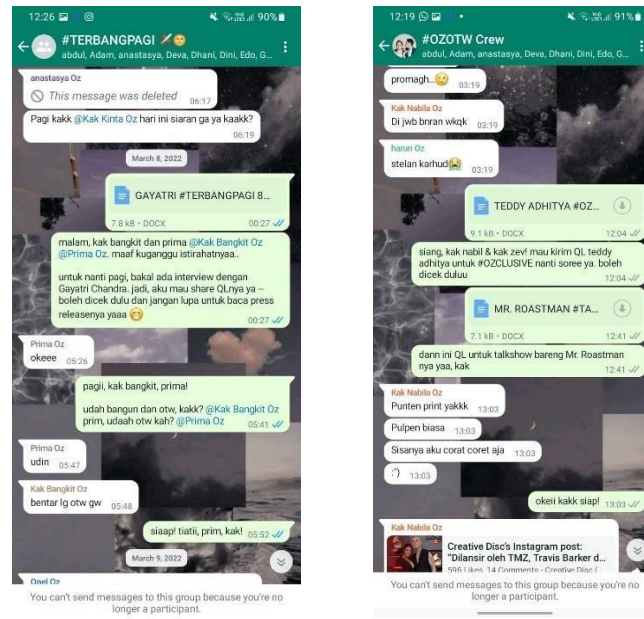 12:26
90%
#TERBANGPAGI
abdul, Adam, anastasya, Deva, Dhani, Dini, Edo, G...
anastasya Oz
This message was deleted 06:17
Pagi kakk @Kak Kinta Oz hari ini siaran ga ya kaakk?
06:19
March 8, 2022
GAYATRI #TERBANGPAGI 8...
7.8 kB • DOCX 00:27
malam, kak bangkit dan prima @Kak Bangkit Oz
@Prima Oz. maaf kuganggu istirahatnyaa..
untuk nanti pagi, bakal ada interview dengan
Gayatri Chandra. jadi, aku mau share QLnya ya --
boleh dicek dulu dan jangan lupa untuk baca press
releasenya yaaa
00:27
Prima Oz
okeee 05:26
pagii, kak bangkit, prima!
udah bangun dan otw, kakk? @Kak Bangkit Oz
prim, udaah otw kah? @Prima Oz 05:41
Prima Oz
udin 05:47
Kak Bangkit Oz
bentar lg otw gw 05:48
siaap! tiatii, prim, kak! 05:52
March 9, 2022
Onel Oz
You can't send messages to this group because you're no
longer a participant.
12:19
91%
#OZOTW Crew
abdul, Adam, anastasya, Deva, Dhani, Dini, Edo, G...
promagh.. 03:19
Kak Nabila Oz
Di jwb bnran wkqk 03:19
harun Oz
stelan karhud 03:19
TEDDY ADHITYA #OZ...
9.1 kB • DOCX 12:04
siang, kak nabil & kak zev! mau kirim QL teddy
adhitya untuk #OZCLUSIVE nanti soree ya. boleh
dicek duluu 12:04
MR. ROASTMAN #TA...
7.1 kB • DOCX 12:41
dann ini QL untuk talkshow bareng Mr. Roastman
nya yaa, kak 12:41
Kak Nabila Oz
Punten print yakkk 13:03
Pulpen biasa 13:03
Sisanya aku corat coret aja 13:03
:") 13:03
okeii kakk siap! 13:03
Kak Nabila Oz
Creative Disc's Instagram post:
"Dilansir oleh TMZ, Travis Barker d...
596 Likes, 14 Comments - Creative Disc (
You can't send messages to this group because you're no
longer a participant.